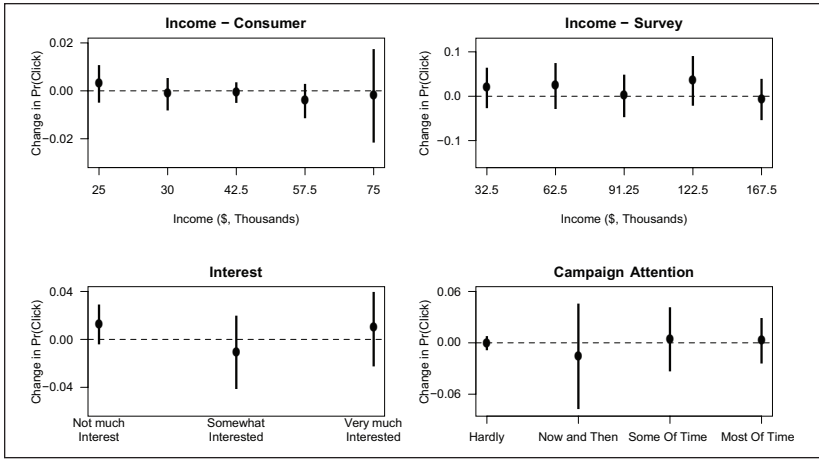 Income – Consumer
Change in Pr(Click)
0.02
0.00
−0.02
25 30 42.5 57.5 75
Income ($, Thousands)
Income – Survey
Change in Pr(Click)
0.1
0.0
−0.1
32.5 62.5 91.25 122.5 167.5
Income ($, Thousands)
Interest
Change in Pr(Click)
0.04
0.00
−0.04
Not much Somewhat Very much
Interest Interested Interested
Campaign Attention
Change in Pr(Click)
0.06
0.00
−0.06
Hardly Now and Then Some Of Time Most Of Time